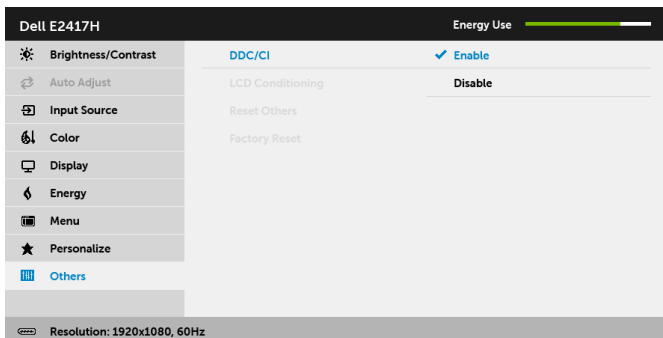 Dell E2417H
Energy Use
Brightness/Contrast
Auto Adjust
Input Source
Color
Display
Energy
Menu
Personalize
Others
DDC/CI
LCD Conditioning
Reset Others
Factory Reset
Enable
Disable
Resolution: 1920x1080, 60Hz